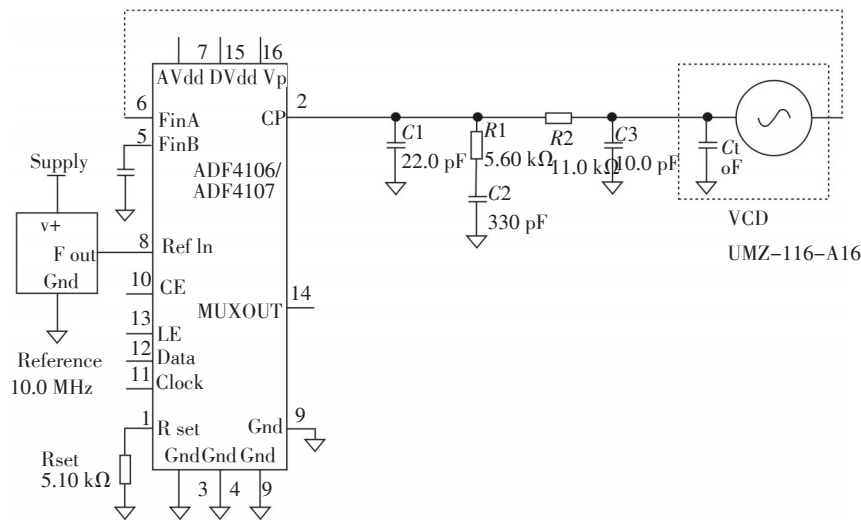 7 15 16
AVdd DVdd Vp
6 FinA
CP 2
5 FinB
ADF4106/
ADF4107
C1
22.0 pF
R1
5.60 kΩ
C2
330 pF
R2
11.0 kΩ
C3
10.0 pF
Ct
oF
VCD
UMZ-116-A16
Supply
v+
F out
Gnd
8 Ref In
10 CE
MUXOUT 14
13 LE
12 Data
11 Clock
Reference
10.0 MHz
1 R set
Gnd 9
Rset
5.10 kΩ
Gnd Gnd Gnd
3 4 9